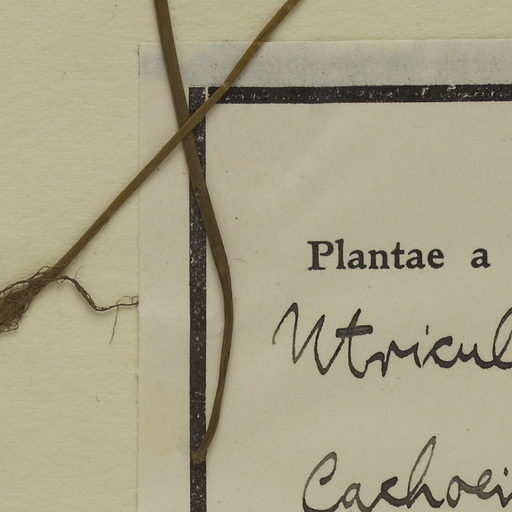 Plantae a
Utricul
Cachoei